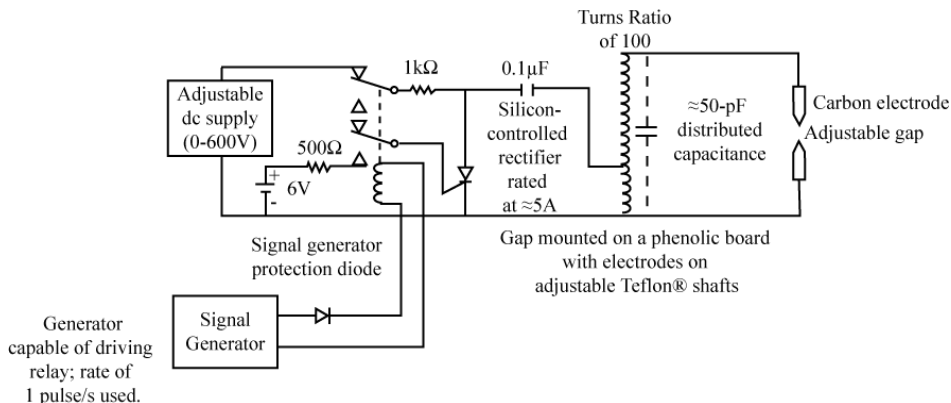 Turns Ratio
of 100
1kΩ
0.1μF
Adjustable
dc supply
(0-600V)
Silicon-
controlled
rectifier
rated
at ≈5A
≈50-pF
distributed
capacitance
Carbon electrode
Adjustable gap
500Ω
+
6V
-
Signal generator
protection diode
Gap mounted on a phenolic board
with electrodes on
adjustable Teflon® shafts
Signal
Generator
Generator
capable of driving
relay; rate of
1 pulse/s used.